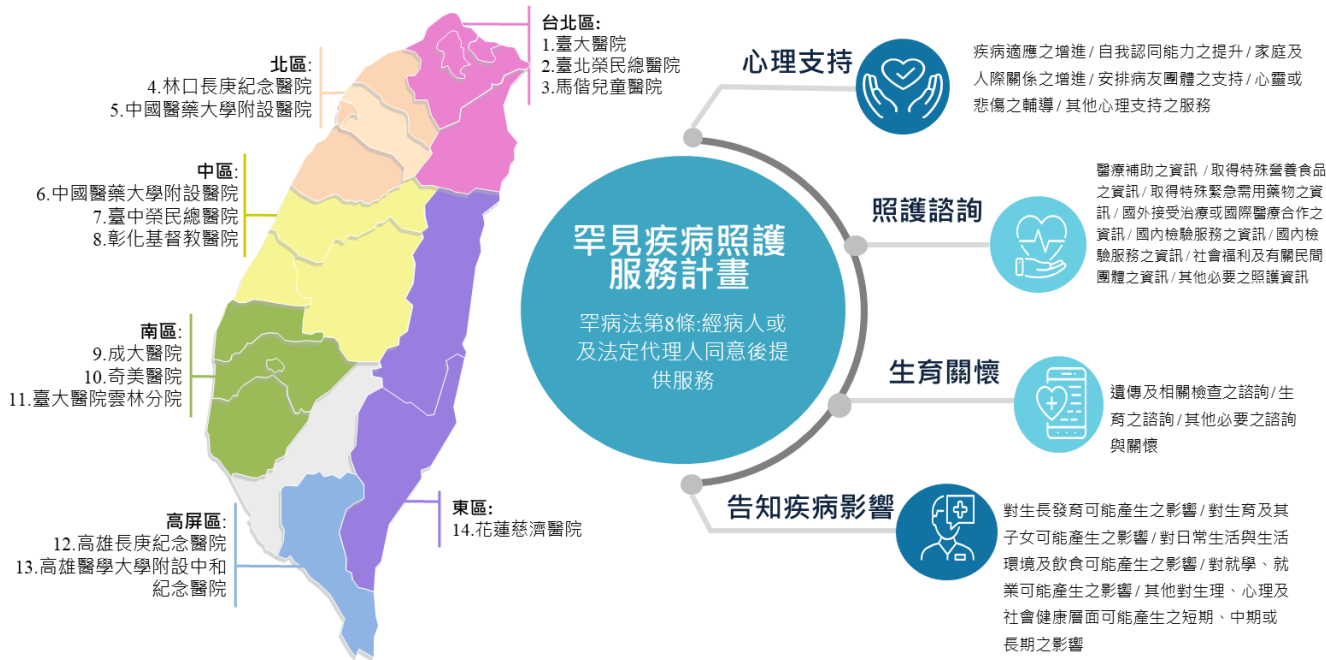 台北區:
1.臺大醫院
2.臺北榮民總醫院
3.馬偕兒童醫院
北區:
4.林口長庚紀念醫院
5.中國醫藥大學附設醫院
中區:
6.中國醫藥大學附設醫院
7.臺中榮民總醫院
8.彰化基督教醫院
南區:
9.成大醫院
10.奇美醫院
11.臺大醫院雲林分院
高屏區:
12.高雄長庚紀念醫院
13.高雄醫學大學附設中和
紀念醫院
東區:
14.花蓮慈濟醫院
罕見疾病照護
服務計畫
罕病法第8條:經病人或
及法定代理人同意後提
供服務
心理支持
疾病適應之增進/自我認同能力之提升/家庭及
人際關係之增進/安排病友團體之支持/心靈或
悲傷之輔導/其他心理支持之服務
照護諮詢
醫療補助之資訊/取得特殊營養食品
之資訊/取得特殊緊急需用藥物之資
訊/國外接受治療或國際醫療合作之
資訊/國內檢驗服務之資訊/國內檢
驗服務之資訊/社會福利及有關民間
團體之資訊/其他必要之照護資訊
生育關懷
遺傳及相關檢查之諮詢/生
育之諮詢/其他必要之諮詢
與關懷
告知疾病影響
對生長發育可能產生之影響/對生育及其
子女可能產生之影響/對日常生活與生活
環境及飲食可能產生之影響/對就學、就
業可能產生之影響/其他對生理、心理及
社會健康層面可能產生之短期、中期或
長期之影響